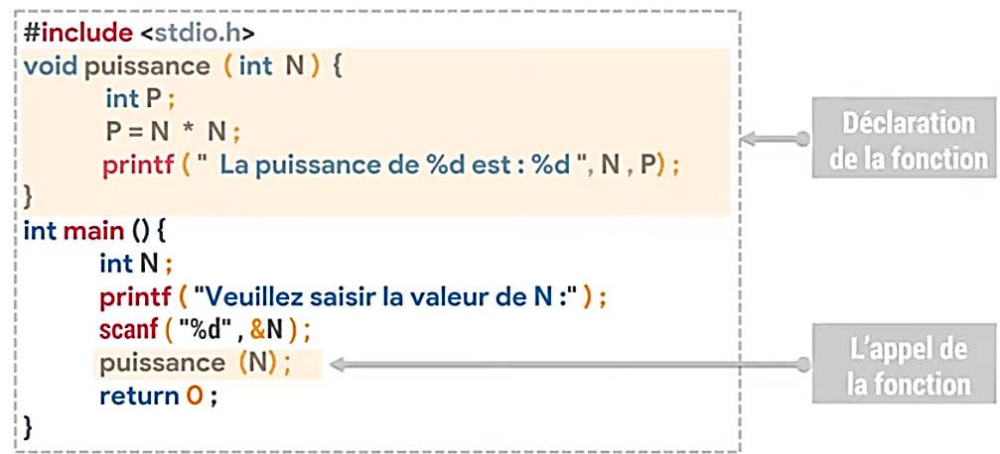 #include <stdio.h>
void puissance ( int N ) {
int P ;
P = N * N ;
printf ( " La puissance de %d est : %d ", N , P) ;
}
int main () {
int N ;
printf ( "Veuillez saisir la valeur de N :" ) ;
scanf ( "%d" , &N ) ;
puissance (N) ;
return 0 ;
}
Déclaration
de la fonction
L'appel de
la fonction